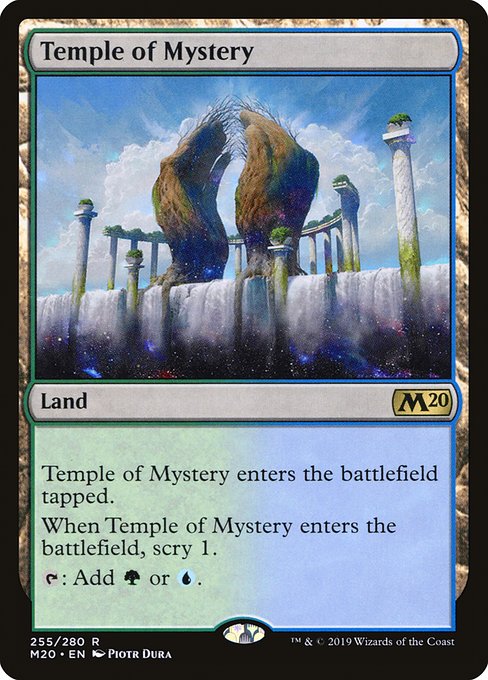 Temple of Mystery
Land
M20
Temple of Mystery enters the battlefield
tapped.
When Temple of Mystery enters the
battlefield, scry 1.
: Add or .
255/280 R
M20 • EN Piotr Dura
™ & © 2019 Wizards of the Coast